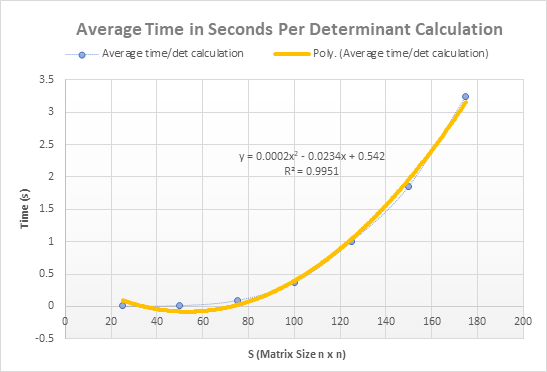 Average Time in Seconds Per Determinant Calculation
Average time/det calculation
Poly. (Average time/det calculation)
3.5
3
2.5
2
1.5
1
0.5
0
-0.5
y = 0.0002x² - 0.0234x + 0.542
R² = 0.9951
Time (s)
0 20 40 60 80 100 120 140 160 180 200
S (Matrix Size n x n)